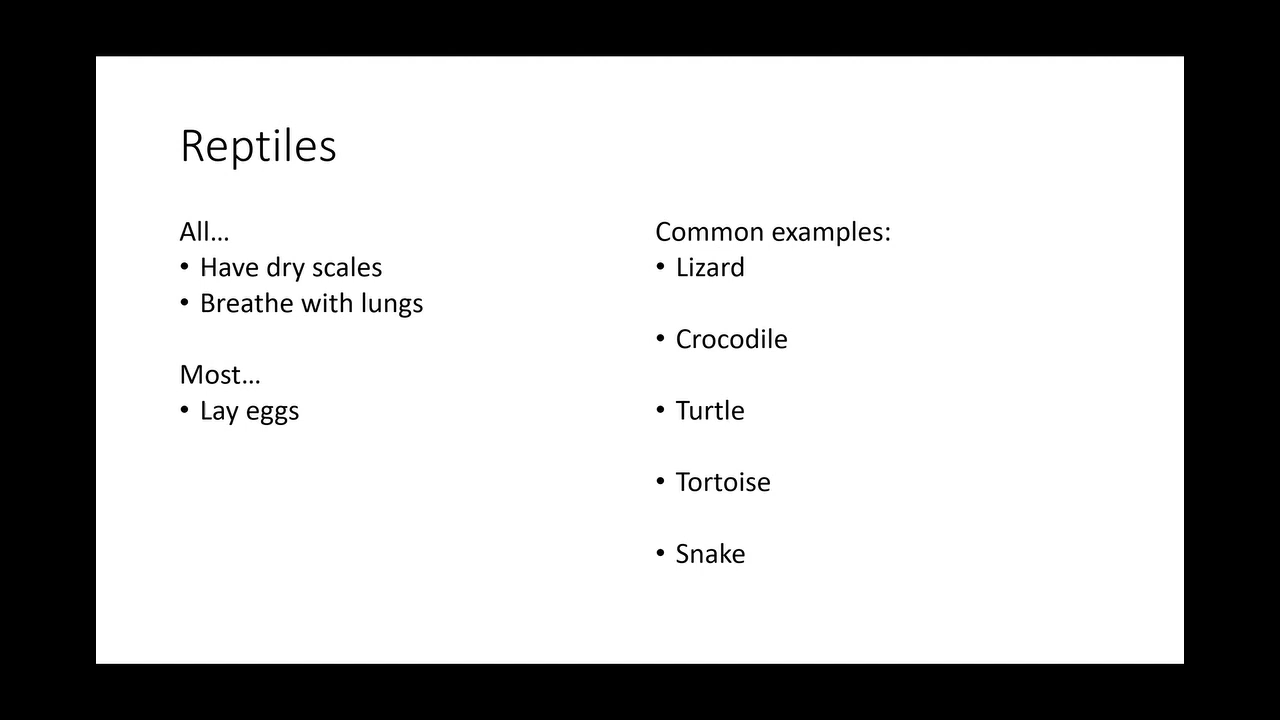 Reptiles
All...
• Have dry scales
• Breathe with lungs
Most...
• Lay eggs
Common examples:
• Lizard
• Crocodile
• Turtle
• Tortoise
• Snake